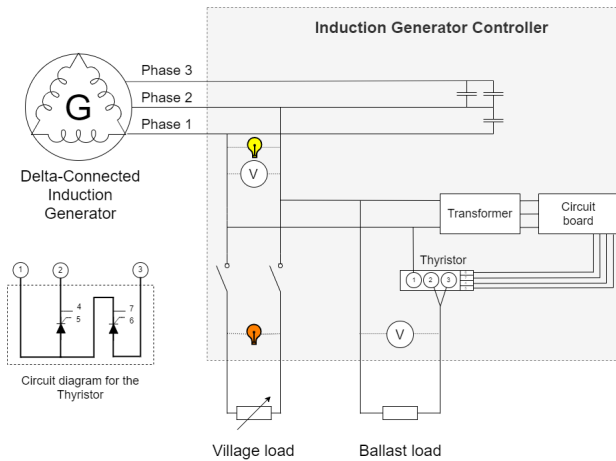 Induction Generator Controller
Phase 3
Phase 2
Phase 1
G
V
Delta-Connected
Induction
Generator
Transformer
Circuit
board
Thyristor
1 2 3
1 2 3
4 7
5 6
V
Circuit diagram for the
Thyristor
Village load
Ballast load